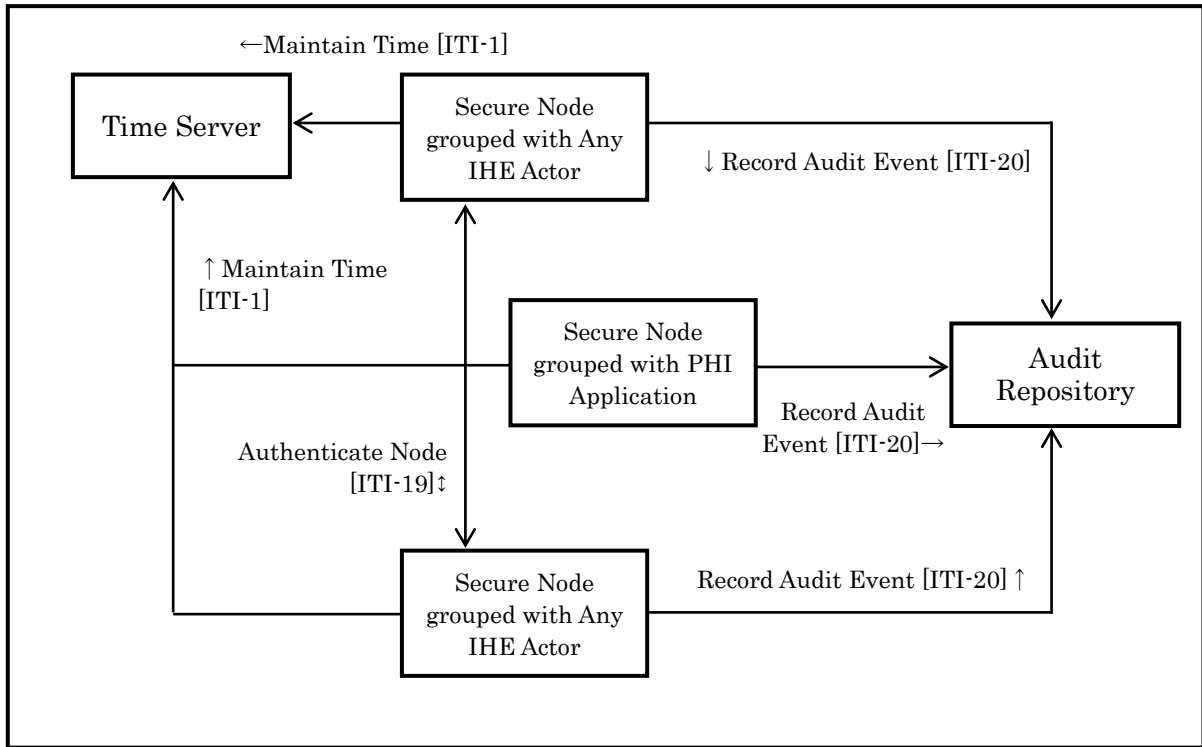 ←Maintain Time [ITI-1]
Time Server
Secure Node
grouped with Any
IHE Actor
↓ Record Audit Event [ITI-20]
↑ Maintain Time
[ITI-1]
Secure Node
grouped with PHI
Application
Audit
Repository
Record Audit
Event [ITI-20]→
Authenticate Node
[ITI-19]↕
Secure Node
grouped with Any
IHE Actor
Record Audit Event [ITI-20] ↑